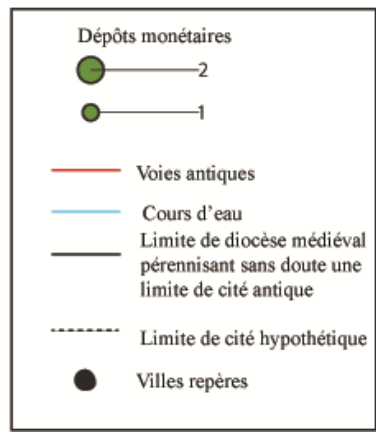 Dépôts monétaires
2
1
Voies antiques
Cours d'eau
Limite de diocèse médiéval
pérennisant sans doute une
limite de cité antique
Limite de cité hypothétique
Villes repères